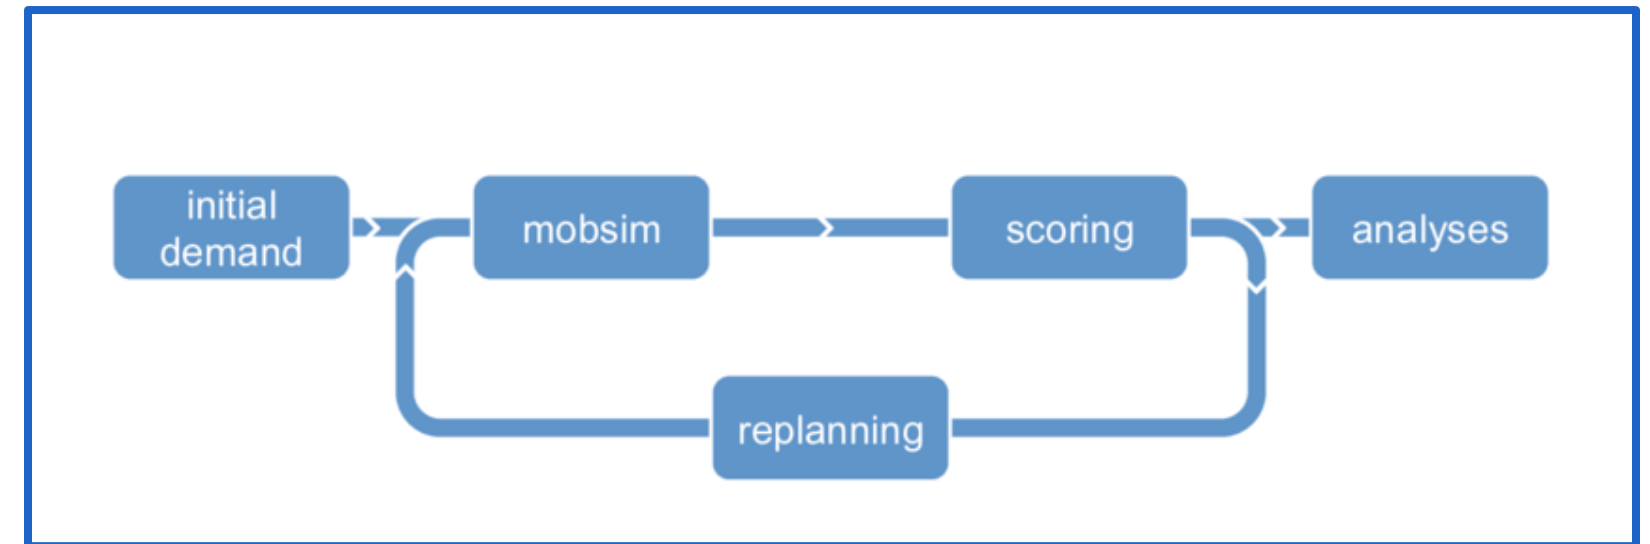 initial
demand
mobsim
scoring
analyses
replanning